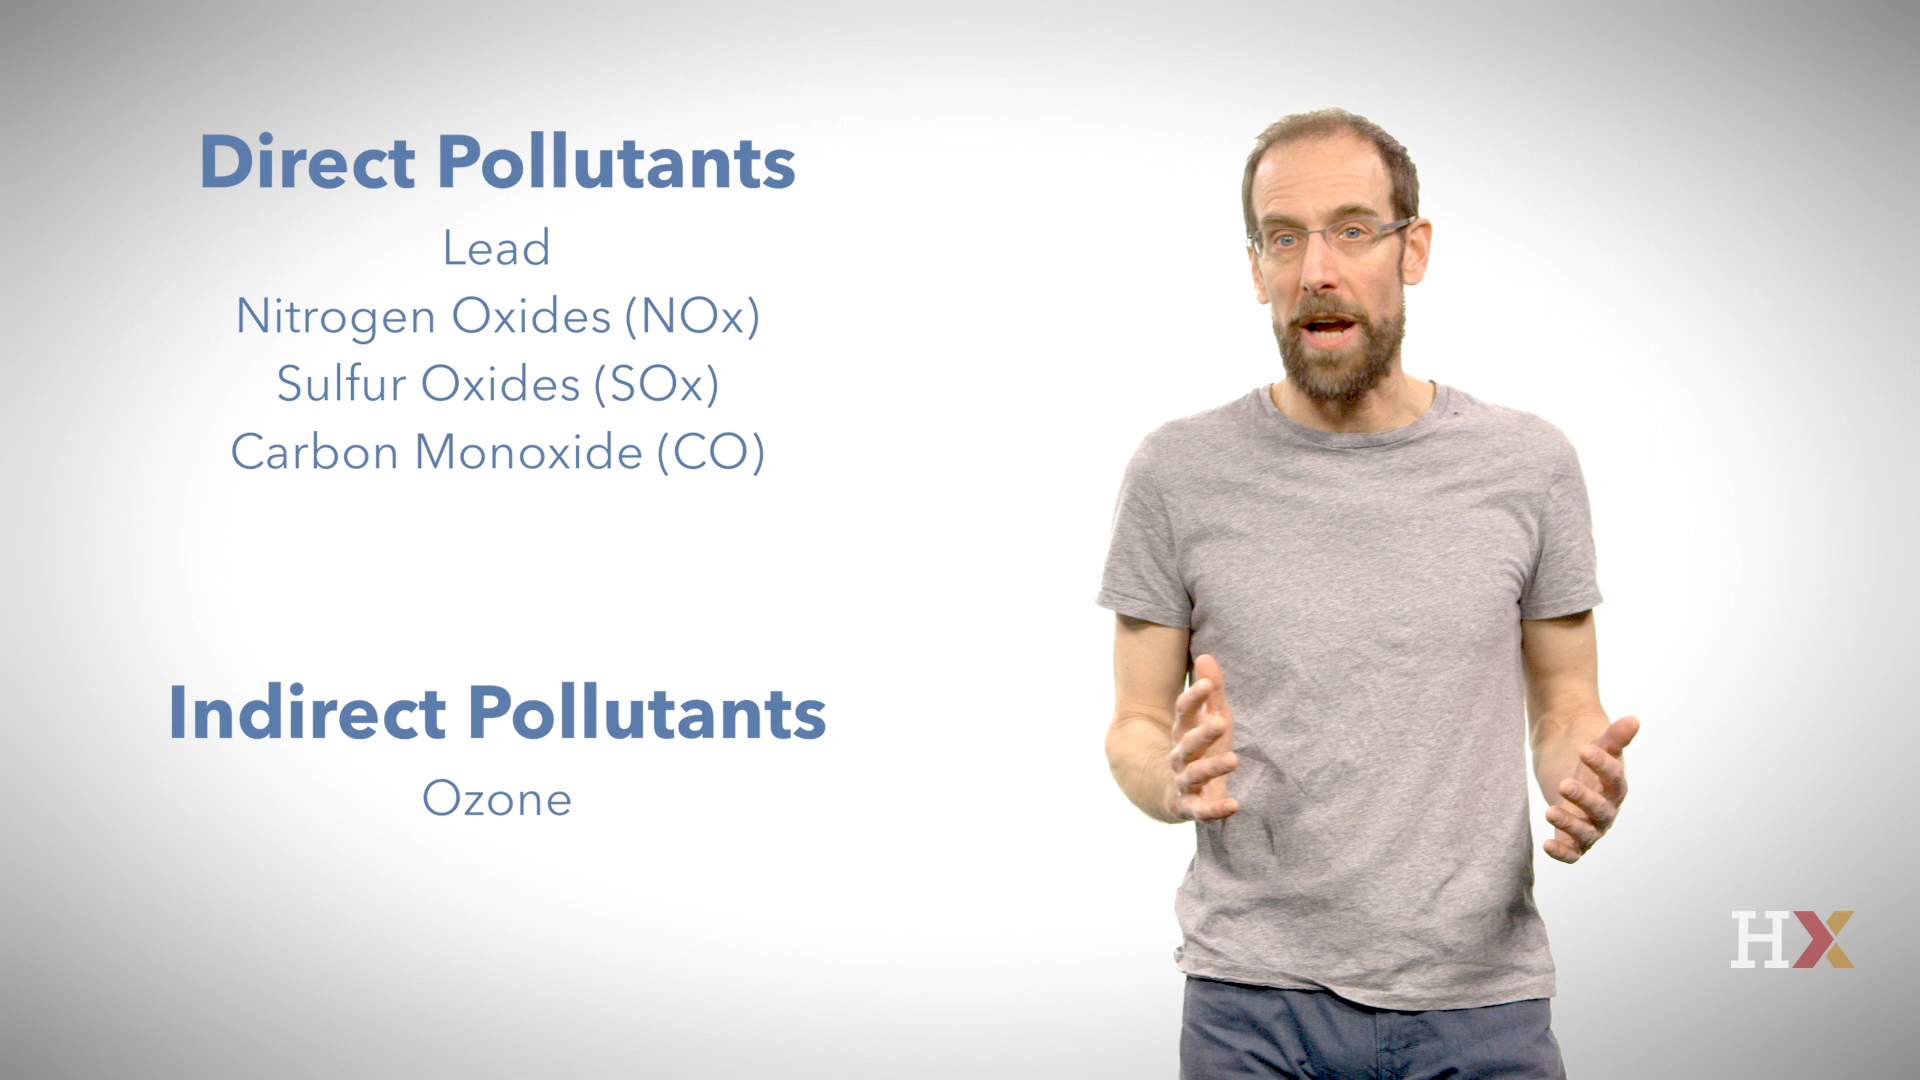 Direct Pollutants
Lead
Nitrogen Oxides (NOx)
Sulfur Oxides (SOx)
Carbon Monoxide (CO)
Indirect Pollutants
Ozone
HX